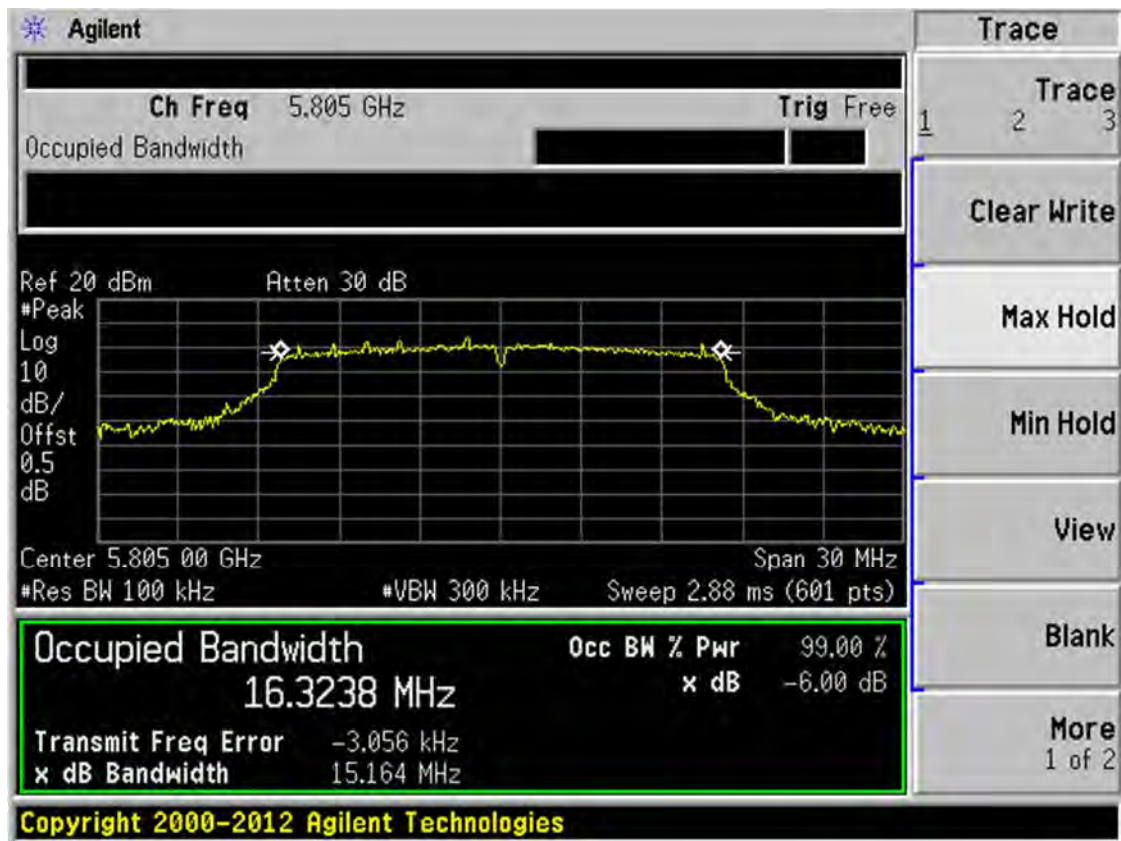 Agilent
Trace
Ch Freq 5.805 GHz Trig Free
Occupied Bandwidth
Trace
1 2 3
Clear Write
Max Hold
Min Hold
View
Blank
More
1 of 2
Ref 20 dBm Atten 30 dB
#Peak
Log
10
dB/
Offst
0.5
dB
Center 5.805 00 GHz Span 30 MHz
#Res BW 100 kHz #VBW 300 kHz Sweep 2.88 ms (601 pts)
Occupied Bandwidth
16.3238 MHz
Occ BW % Pwr 99.00 %
x dB -6.00 dB
Transmit Freq Error -3.056 kHz
x dB Bandwidth 15.164 MHz
Copyright 2000-2012 Agilent Technologies